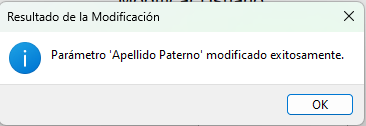 Resultado de la Modificación
Parámetro 'Apellido Paterno' modificado exitosamente.
OK